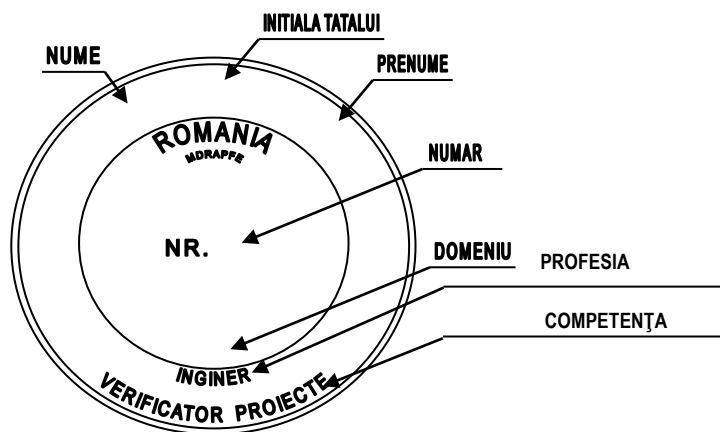 INITIALA TATALUI
NUME
PRENUME
ROMANIA
MDRAPFE
NUMAR
NR.
DOMENIU
PROFESIA
COMPETENŢA
INGINER
VERIFICATOR PROIECTE